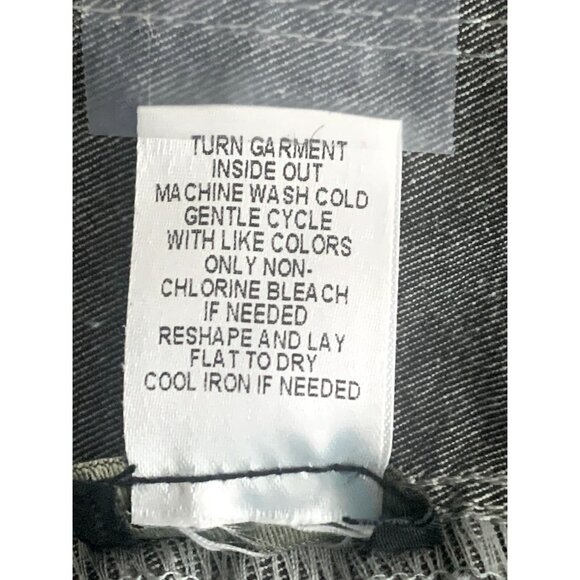 TURN GARMENT
INSIDE OUT
MACHINE WASH COLD
GENTLE CYCLE
WITH LIKE COLORS
ONLY NON-
CHLORINE BLEACH
IF NEEDED
RESHAPE AND LAY
FLAT TO DRY
COOL IRON IF NEEDED